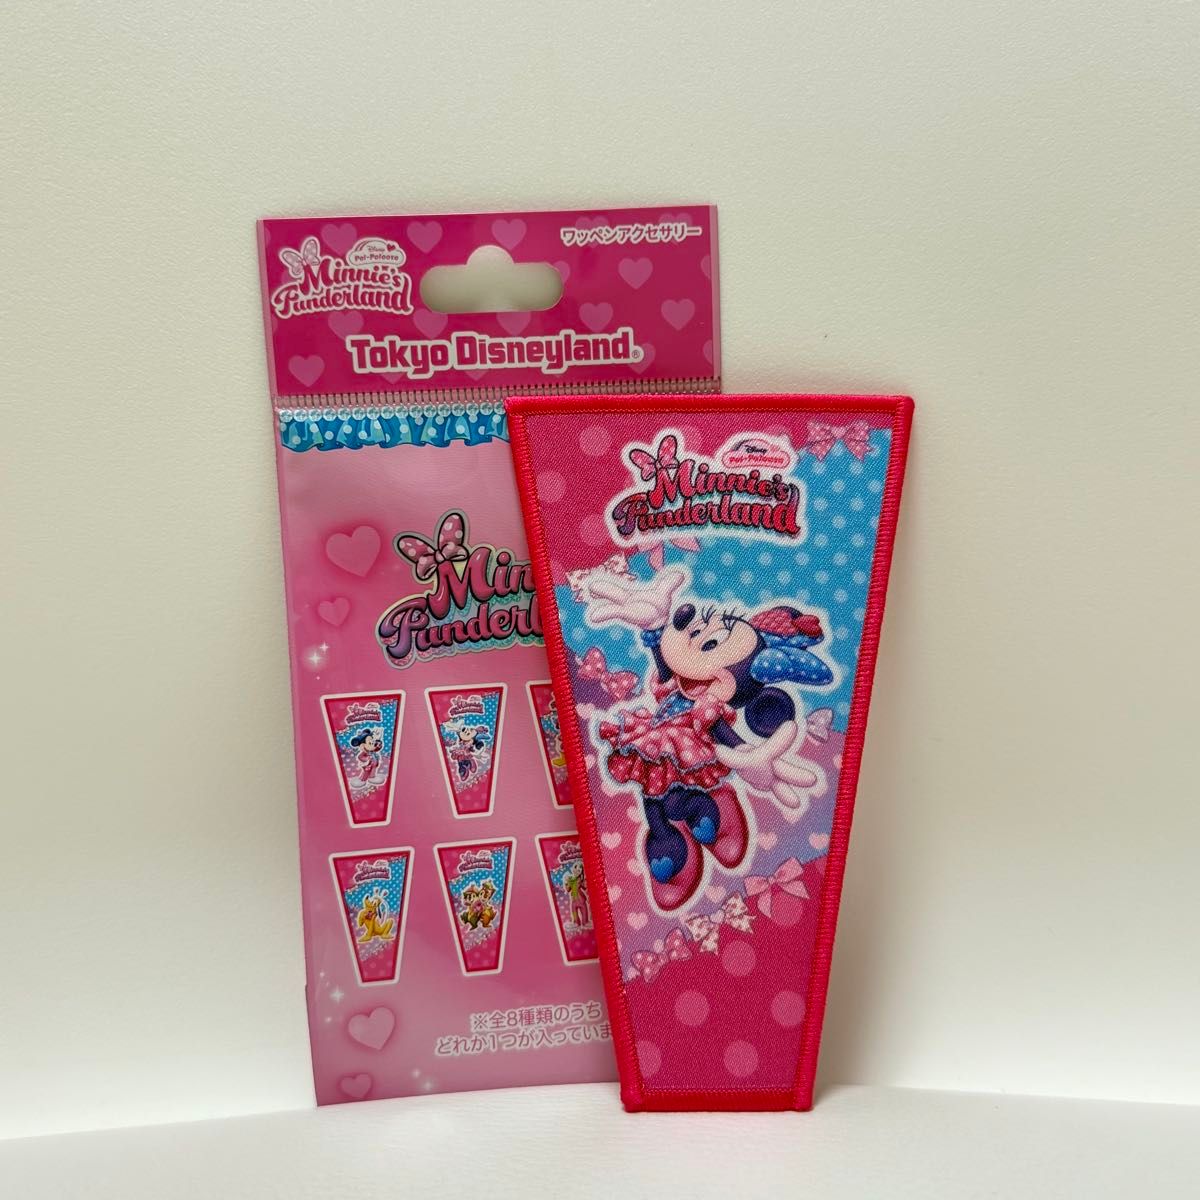 ワッペンアクセサリー
Disney
Pal-Palooza
Minnie's
Funderland
Tokyo Disneyland®
Min
Funderl
※全8種類のうち
どれか1つが入っていま
Disney
Pal-Palooza
Minnie's
Funderland